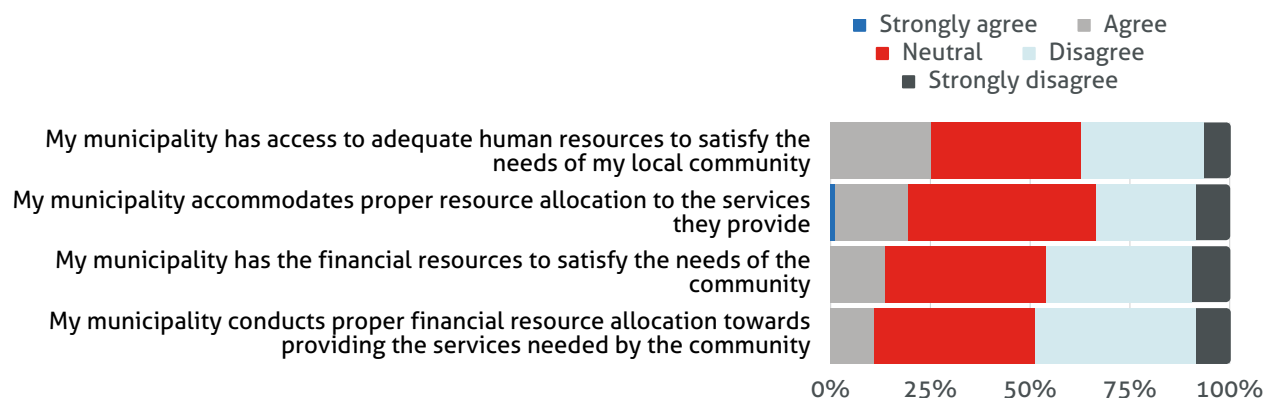 Strongly agree Agree
Neutral Disagree
Strongly disagree
My municipality has access to adequate human resources to satisfy the
needs of my local community
My municipality accommodates proper resource allocation to the services
they provide
My municipality has the financial resources to satisfy the needs of the
community
My municipality conducts proper financial resource allocation towards
providing the services needed by the community
0% 25% 50% 75% 100%